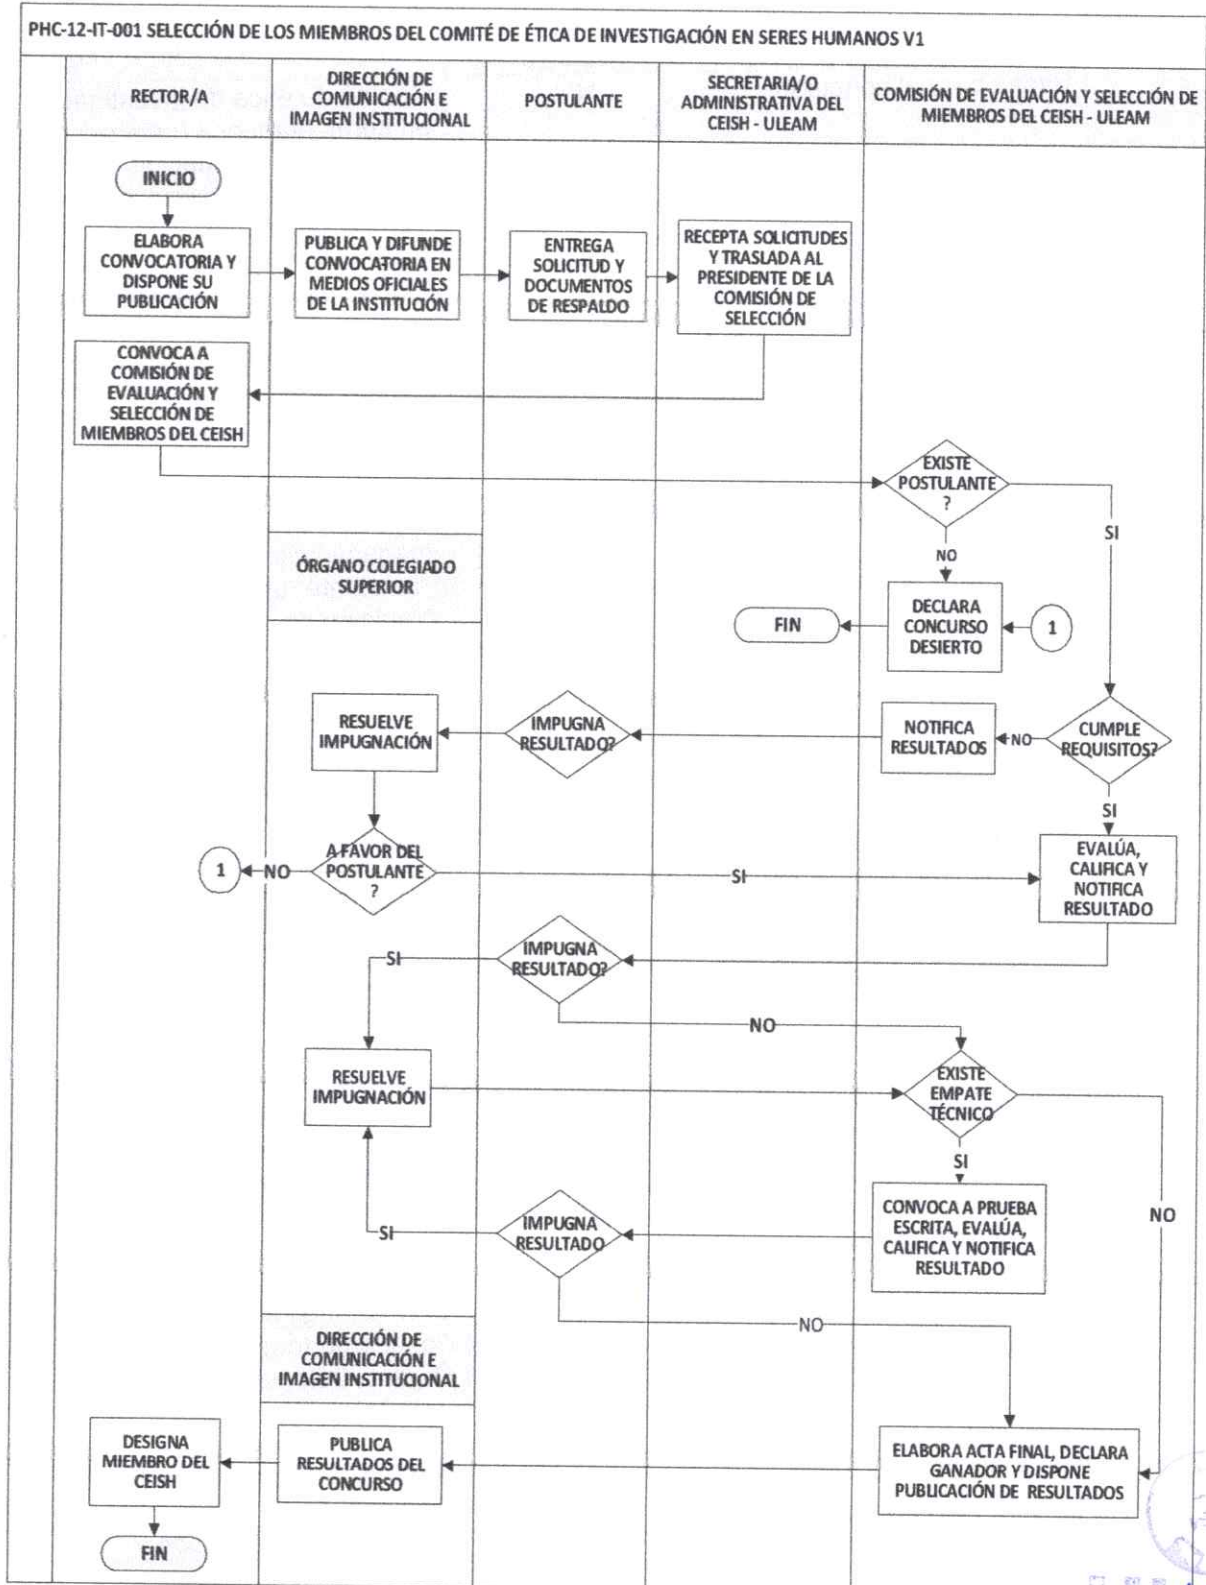 PHC-12-IT-001 SELECCIÓN DE LOS MIEMBROS DEL COMITÉ DE ÉTICA DE INVESTIGACIÓN EN SERES HUMANOS V1
RECTOR/A
DIRECCIÓN DE
COMUNICACIÓN E
IMAGEN INSTITUCIONAL
POSTULANTE
SECRETARIA/O
ADMINISTRATIVA DEL
CEISH - ULEAM
COMISIÓN DE EVALUACIÓN Y SELECCIÓN DE
MIEMBROS DEL CEISH - ULEAM
INICIO
ELABORA
CONVOCATORIA Y
DISPONE SU
PUBLICACIÓN
PUBLICA Y DIFUNDE
CONVOCATORIA EN
MEDIOS OFICIALES
DE LA INSTITUCIÓN
ENTREGA
SOLICITUD Y
DOCUMENTOS
DE RESPALDO
RECEPTA SOLICITUDES
Y TRASLADA AL
PRESIDENTE DE LA
COMISIÓN DE
SELECCIÓN
CONVOCA A
COMISIÓN DE
EVALUACIÓN Y
SELECCIÓN DE
MIEMBROS DEL CEISH
EXISTE
POSTULANTE
?
SI
NO
ÓRGANO COLEGIADO
SUPERIOR
FIN
DECLARA
CONCURSO
DESIERTO
1
RESUELVE
IMPUGNACIÓN
IMPUGNA
RESULTADO?
NOTIFICA
RESULTADOS
NO
CUMPLE
REQUISITOS?
SI
1
NO
A FAVOR DEL
POSTULANTE
?
SI
EVALÚA,
CALIFICA Y
NOTIFICA
RESULTADO
SI
IMPUGNA
RESULTADO?
NO
RESUELVE
IMPUGNACIÓN
EXISTE
EMPATE
TÉCNICO
SI
NO
SI
IMPUGNA
RESULTADO
CONVOCA A PRUEBA
ESCRITA, EVALÚA,
CALIFICA Y NOTIFICA
RESULTADO
NO
DIRECCIÓN DE
COMUNICACIÓN E
IMAGEN INSTITUCIONAL
DESIGNA
MIEMBRO DEL
CEISH
PUBLICA
RESULTADOS DEL
CONCURSO
ELABORA ACTA FINAL, DECLARA
GANADOR Y DISPONE
PUBLICACIÓN DE RESULTADOS
FIN